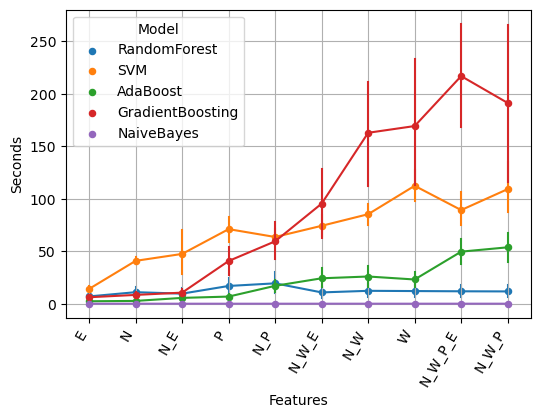 Model
RandomForest
SVM
AdaBoost
GradientBoosting
NaiveBayes
Seconds
250
200
150
100
50
0
E
N
N_E
P
N_P
N_W_E
N_W
W
N_W_P_E
N_W_P
Features